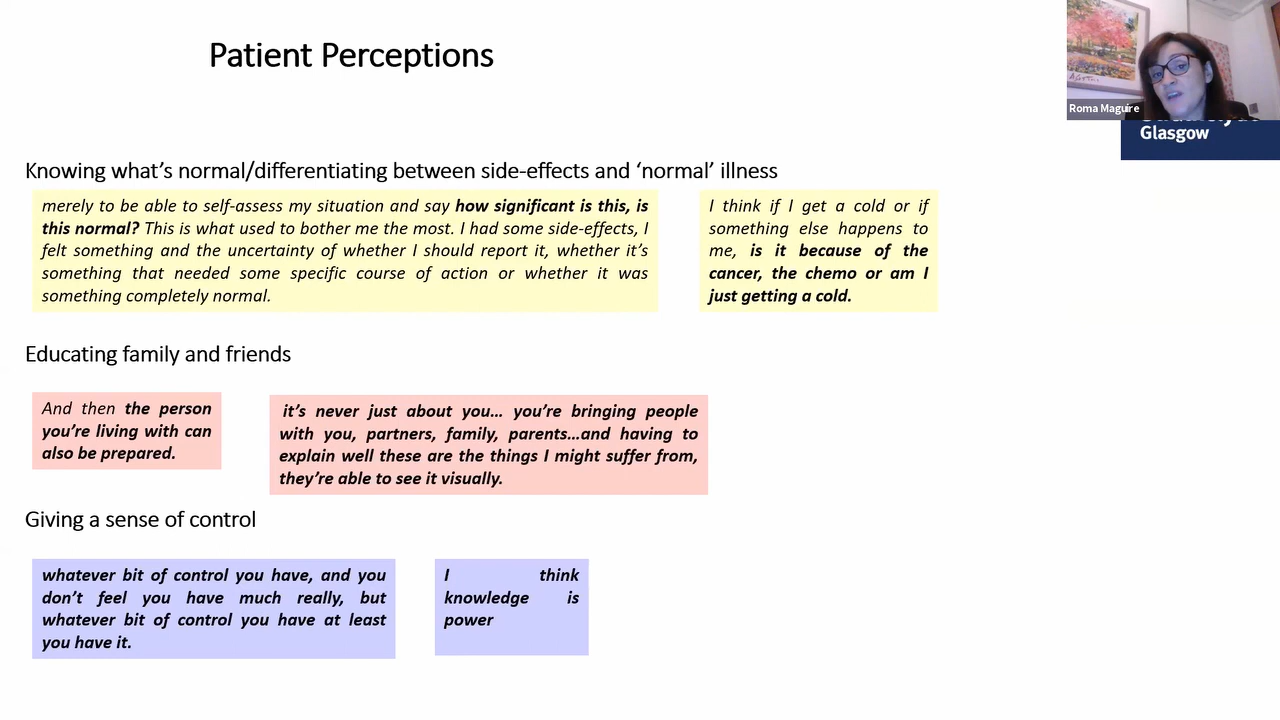 Patient Perceptions
Roma Maguire
Glasgow
Knowing what's normal/differentiating between side-effects and 'normal' illness
merely to be able to self-assess my situation and say how significant is this, is
this normal? This is what used to bother me the most. I had some side-effects, I
felt something and the uncertainty of whether I should report it, whether it's
something that needed some specific course of action or whether it was
something completely normal.
I think if I get a cold or if
something else happens to
me, is it because of the
cancer, the chemo or am I
just getting a cold.
Educating family and friends
And then the person
you're living with can
also be prepared.
it's never just about you… you're bringing people
with you, partners, family, parents…and having to
explain well these are the things I might suffer from,
they're able to see it visually.
Giving a sense of control
whatever bit of control you have, and you
don't feel you have much really, but
whatever bit of control you have at least
you have it.
I think
knowledge is
power